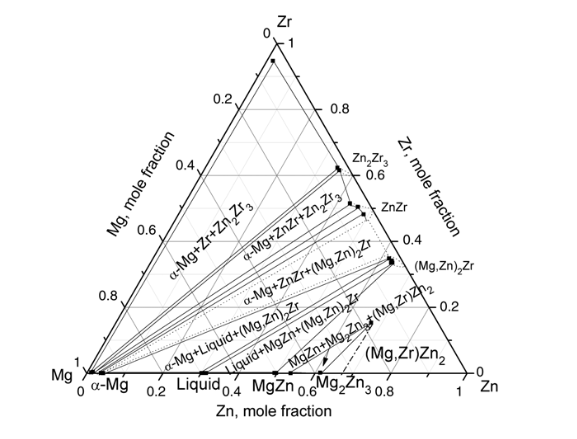 Zr
0
1
0.2
0.8
Mg, mole fraction
Zr, mole fraction
Zn2Zr3
0.4
0.6
α-Mg+Zr+Zn2Zr3
α-Mg+ZnZr+Zn2Zr3
ZnZr
0.6
0.4
α-Mg+ZnZr+(Mg,Zn)2Zr
(Mg,Zn)2Zr
0.8
0.2
α-Mg+Liquid+(Mg,Zn)2Zr
Liquid+MgZn+(Mg,Zn)2Zr
MgZn+Mg2Zn3+(Mg,Zr)Zn2
(Mg,Zr)Zn2
1
0
Mg
α-Mg
Liquid
MgZn
Mg2Zn3
Zn
0
0.2
0.4
0.6
0.8
1
Zn, mole fraction